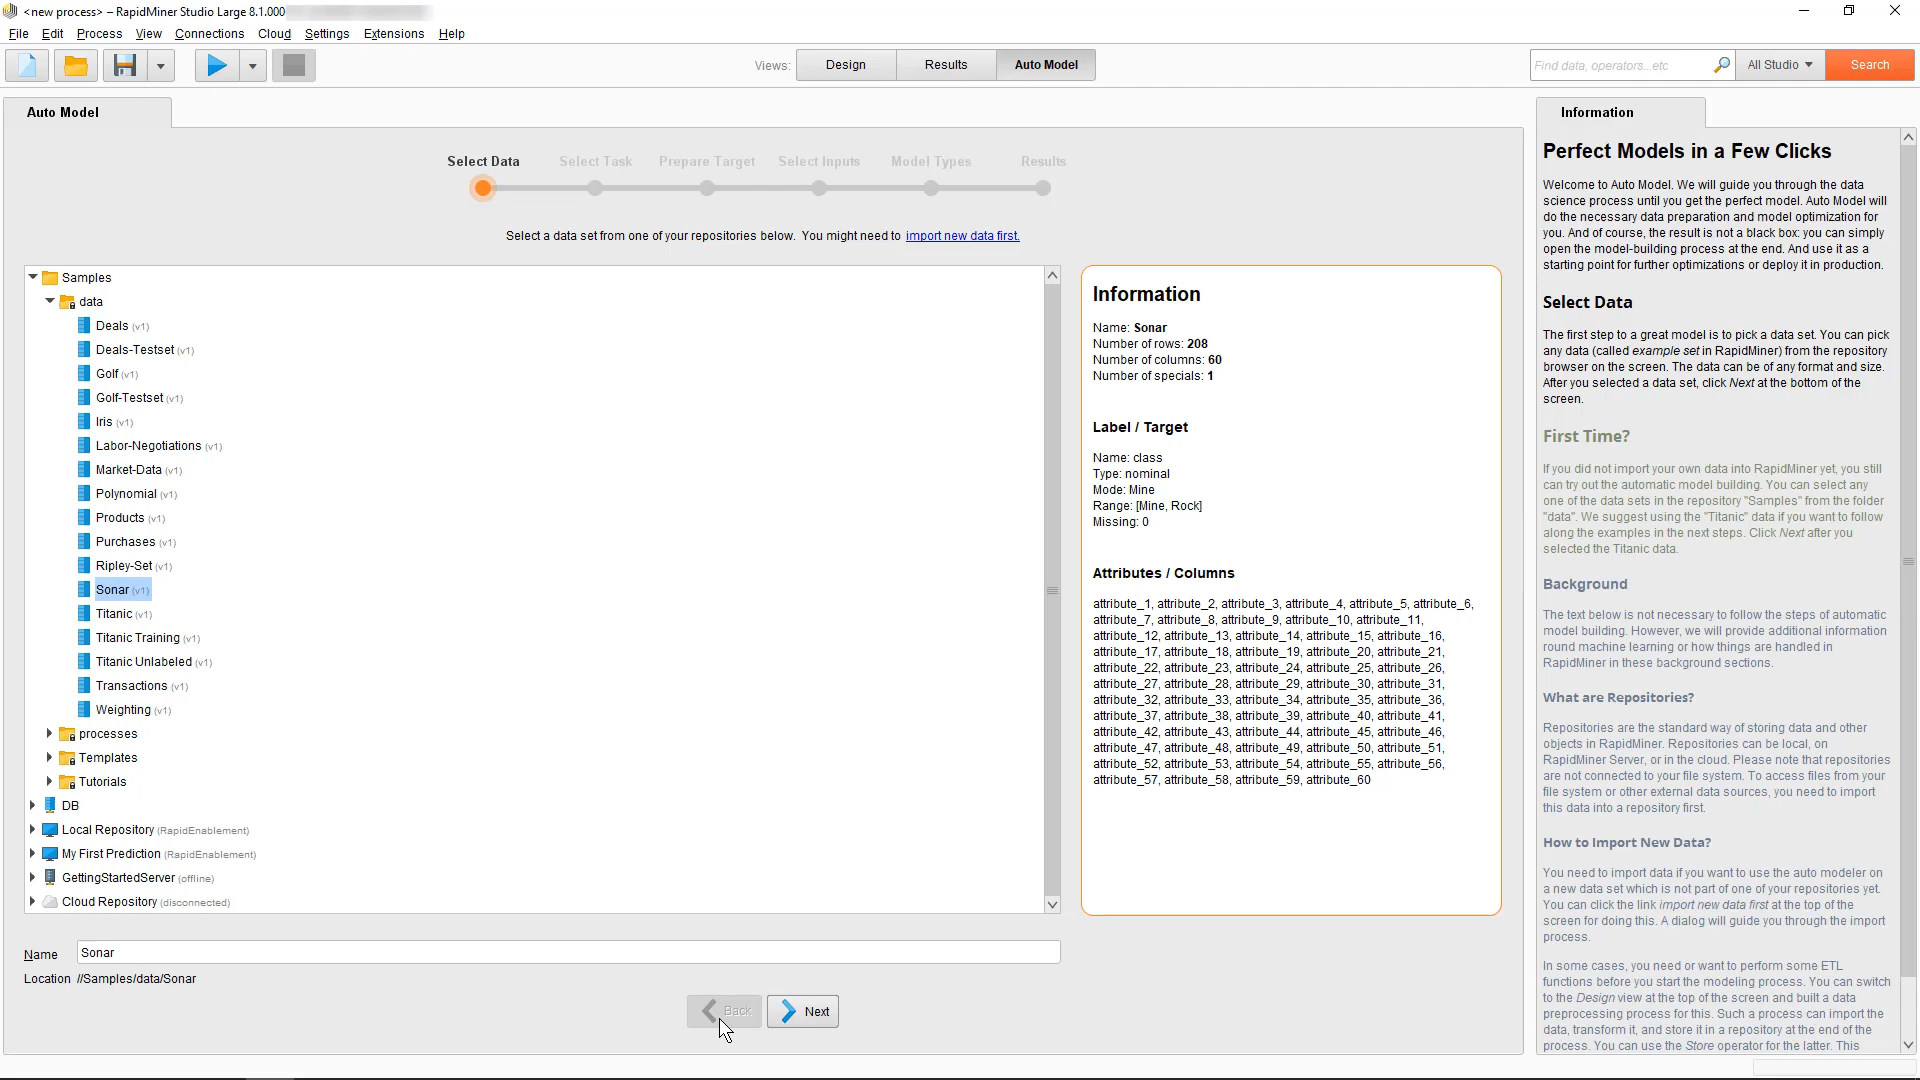 <new process> – RapidMiner Studio Large 8.1.000
File Edit Process View Connections Cloud Settings Extensions Help
Views: Design Results Auto Model
Find data, operators...etc All Studio Search
Auto Model
Select Data Select Task Prepare Target Select Inputs Model Types Results
Select a data set from one of your repositories below. You might need to import new data first.
Samples
data
Deals (v1)
Deals-Testset (v1)
Golf (v1)
Golf-Testset (v1)
Iris (v1)
Labor-Negotiations (v1)
Market-Data (v1)
Polynomial (v1)
Products (v1)
Purchases (v1)
Ripley-Set (v1)
Sonar (v1)
Titanic (v1)
Titanic Training (v1)
Titanic Unlabeled (v1)
Transactions (v1)
Weighting (v1)
processes
Templates
Tutorials
DB
Local Repository (RapidEnablement)
My First Prediction (RapidEnablement)
GettingStartedServer (offline)
Cloud Repository (disconnected)
Name Sonar
Location //Samples/data/Sonar
Back Next
Information
Name: Sonar
Number of rows: 208
Number of columns: 60
Number of specials: 1
Label / Target
Name: class
Type: nominal
Mode: Mine
Range: [Mine, Rock]
Missing: 0
Attributes / Columns
attribute_1, attribute_2, attribute_3, attribute_4, attribute_5, attribute_6,
attribute_7, attribute_8, attribute_9, attribute_10, attribute_11,
attribute_12, attribute_13, attribute_14, attribute_15, attribute_16,
attribute_17, attribute_18, attribute_19, attribute_20, attribute_21,
attribute_22, attribute_23, attribute_24, attribute_25, attribute_26,
attribute_27, attribute_28, attribute_29, attribute_30, attribute_31,
attribute_32, attribute_33, attribute_34, attribute_35, attribute_36,
attribute_37, attribute_38, attribute_39, attribute_40, attribute_41,
attribute_42, attribute_43, attribute_44, attribute_45, attribute_46,
attribute_47, attribute_48, attribute_49, attribute_50, attribute_51,
attribute_52, attribute_53, attribute_54, attribute_55, attribute_56,
attribute_57, attribute_58, attribute_59, attribute_60
Information
Perfect Models in a Few Clicks
Welcome to Auto Model. We will guide you through the data
science process until you get the perfect model. Auto Model will
do the necessary data preparation and model optimization for
you. And of course, the result is not a black box: you can simply
open the model-building process at the end. And use it as a
starting point for further optimizations or deploy it in production.
Select Data
The first step to a great model is to pick a data set. You can pick
any data (called example set in RapidMiner) from the repository
browser on the screen. The data can be of any format and size.
After you selected a data set, click Next at the bottom of the
screen.
First Time?
If you did not import your own data into RapidMiner yet, you still
can try out the automatic model building. You can select any
one of the data sets in the repository "Samples" from the folder
"data". We suggest using the "Titanic" data if you want to follow
along the examples in the next steps. Click Next after you
selected the Titanic data.
Background
The text below is not necessary to follow the steps of automatic
model building. However, we will provide additional information
round machine learning or how things are handled in
RapidMiner in these background sections.
What are Repositories?
Repositories are the standard way of storing data and other
objects in RapidMiner. Repositories can be local, on
RapidMiner Server, or in the cloud. Please note that repositories
are not connected to your file system. To access files from your
file system or other external data sources, you need to import
this data into a repository first.
How to Import New Data?
You need to import data if you want to use the auto modeler on
a new data set which is not part of one of your repositories yet.
You can click the link import new data first at the top of the
screen for doing this. A dialog will guide you through the import
process.
In some cases, you need or want to perform some ETL
functions before you start the modeling process. You can switch
to the Design view at the top of the screen and built a data
preprocessing process for this. Such a process can import the
data, transform it, and store it in a repository at the end of the
process. You can use the Store operator for the latter. This